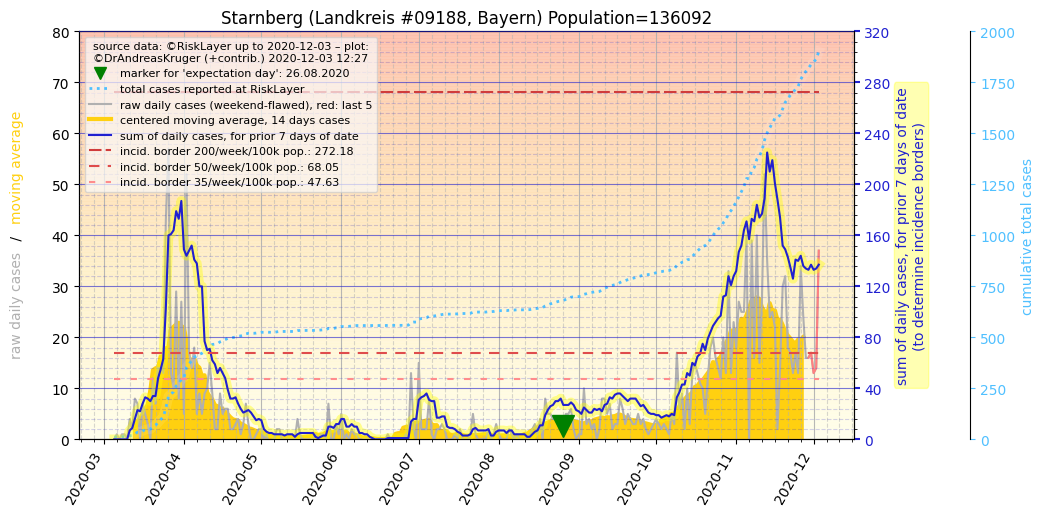 Starnberg (Landkreis #09188, Bayern) Population=136092
source data: ©RiskLayer up to 2020-12-03 – plot:
©DrAndreasKruger (+contrib.) 2020-12-03 12:27
marker for 'expectation day': 26.08.2020
total cases reported at RiskLayer
raw daily cases (weekend-flawed), red: last 5
centered moving average, 14 days cases
sum of daily cases, for prior 7 days of date
incid. border 200/week/100k pop.: 272.18
incid. border 50/week/100k pop.: 68.05
incid. border 35/week/100k pop.: 47.63
raw daily cases / moving average
80
70
60
50
40
30
20
10
0
320
280
240
200
160
120
80
40
0
sum of daily cases, for prior 7 days of date
(to determine incidence borders)
2000
1750
1500
1250
1000
750
500
250
0
cumulative total cases
2020-03
2020-04
2020-05
2020-06
2020-07
2020-08
2020-09
2020-10
2020-11
2020-12